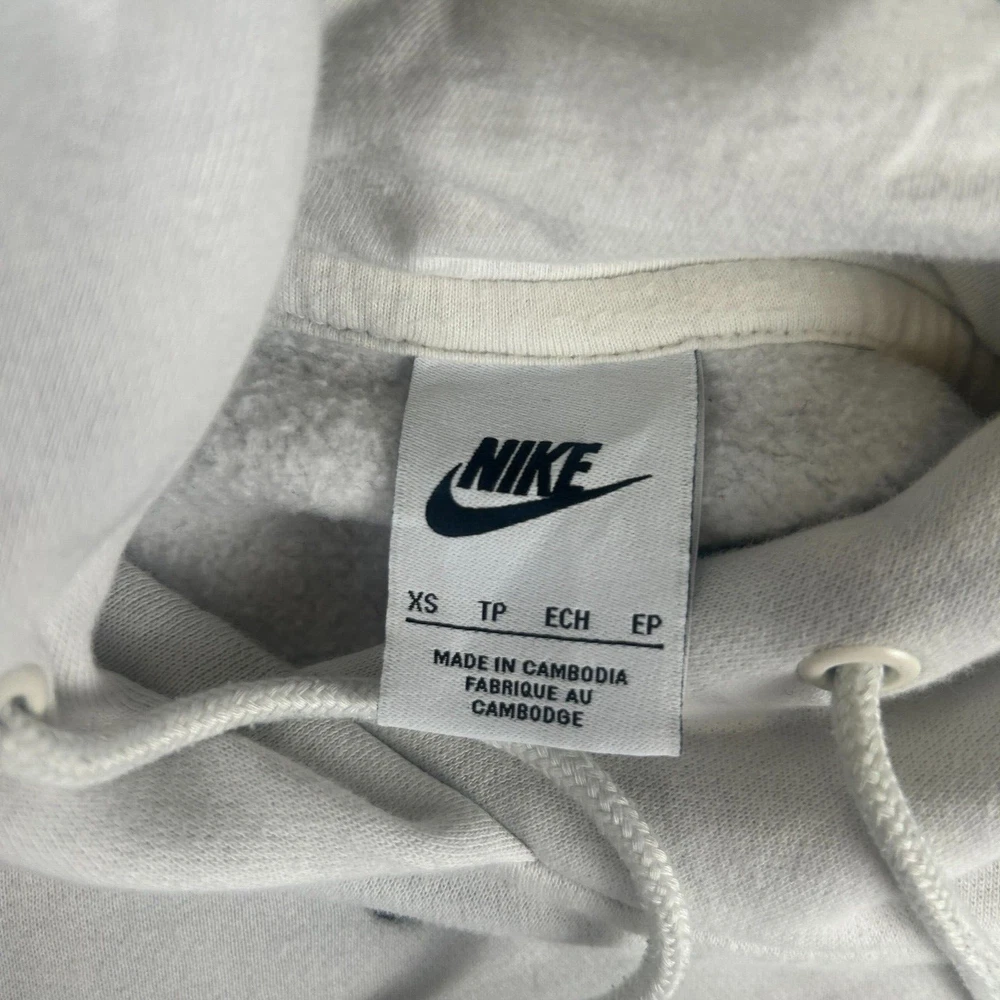 NIKE
XS TP ECH EP
MADE IN CAMBODIA
FABRIQUE AU
CAMBODGE